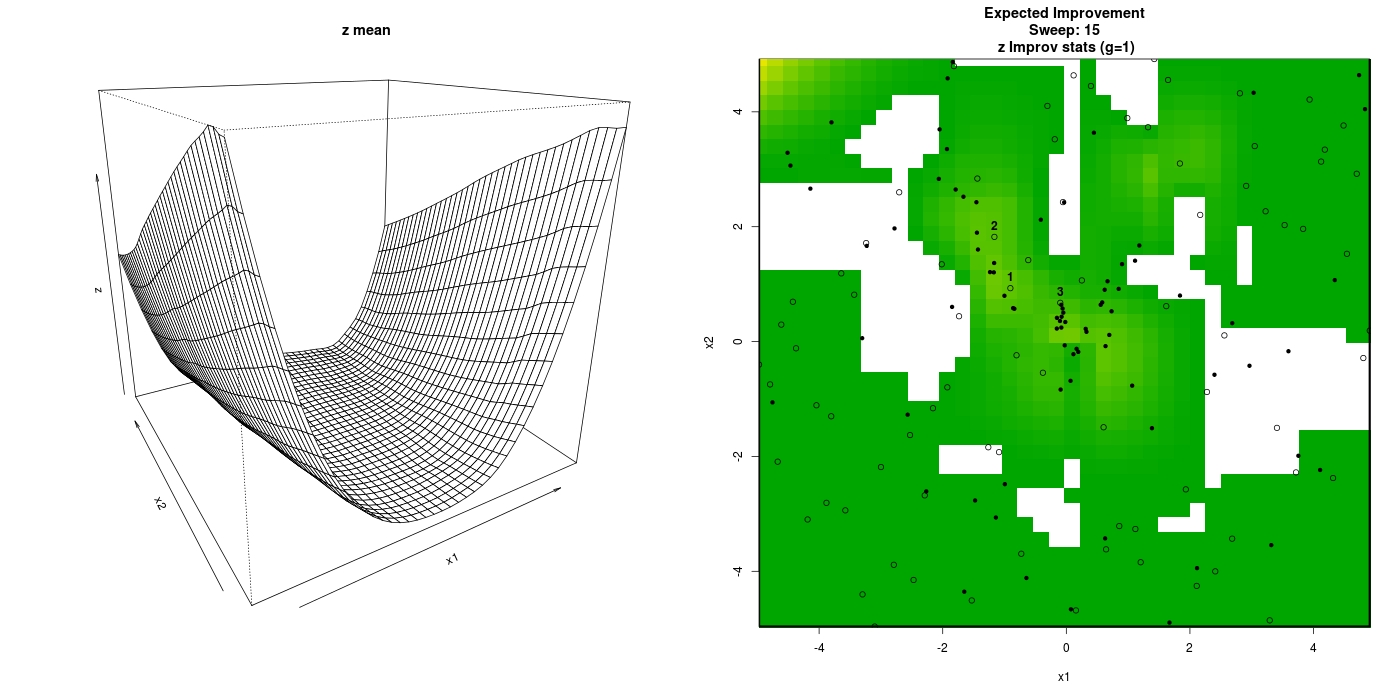 z mean
z
x2
x1
Expected Improvement
Sweep: 15
z Improv stats (g=1)
x2
4
2
0
-2
-4
2
1
3
-4
-2
0
2
4
x1